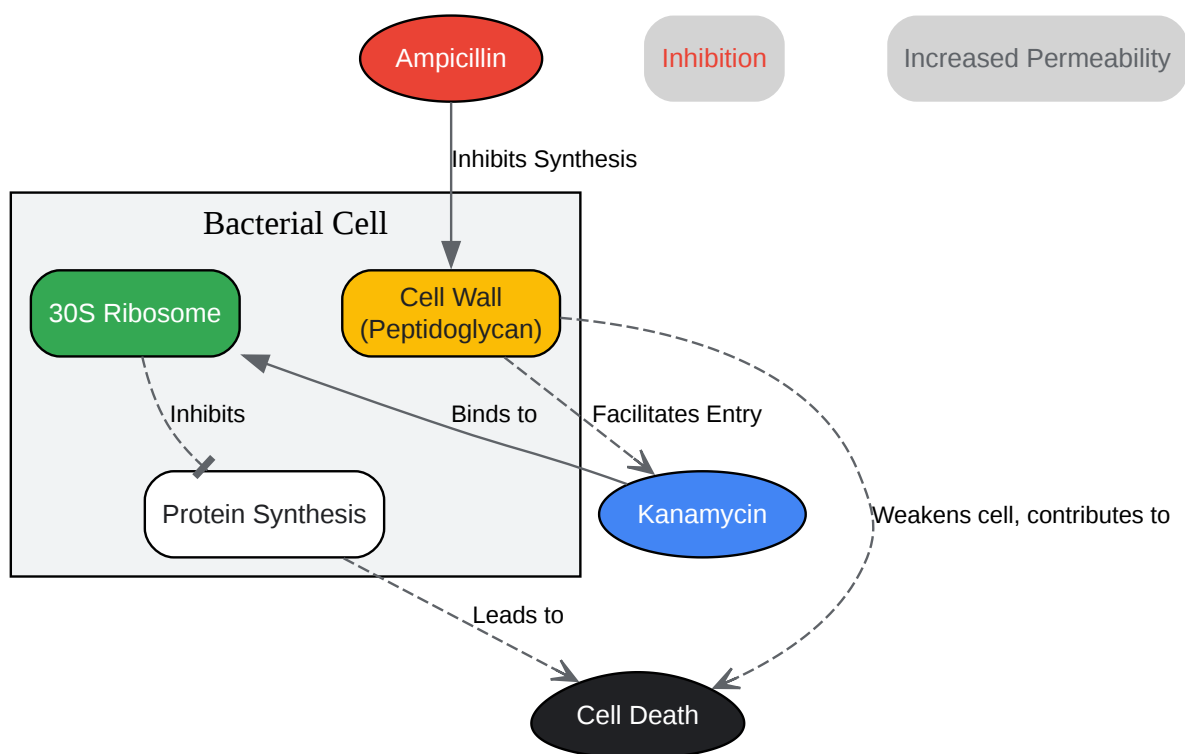 Ampicillin
Inhibition
Increased Permeability
Inhibits Synthesis
Bacterial Cell
30S Ribosome
Cell Wall
(Peptidoglycan)
Inhibits
Binds to
Facilitates Entry
Protein Synthesis
Kanamycin
Weakens cell, contributes to
Leads to
Cell Death